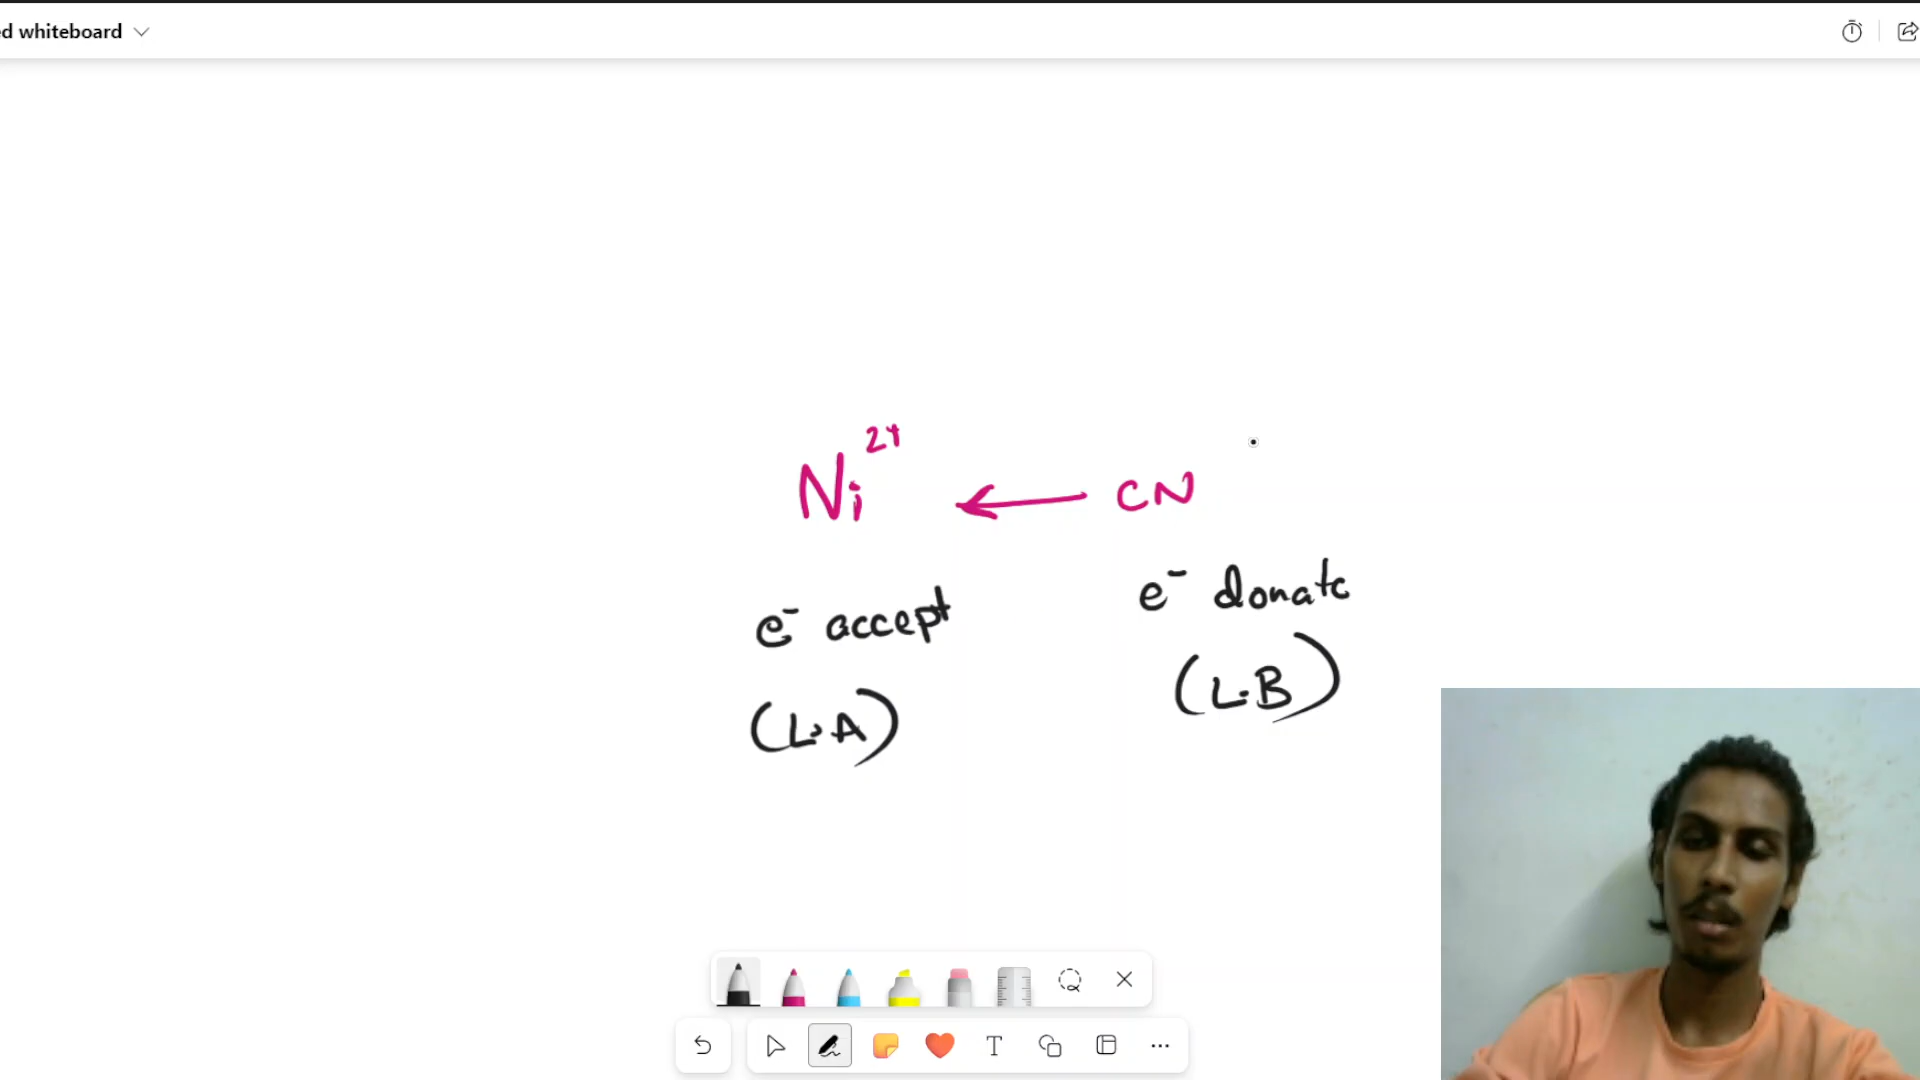 d whiteboard
Ni²⁺ ← CN
e⁻ accept
e⁻ donate
(L.A)
(L.B)
T